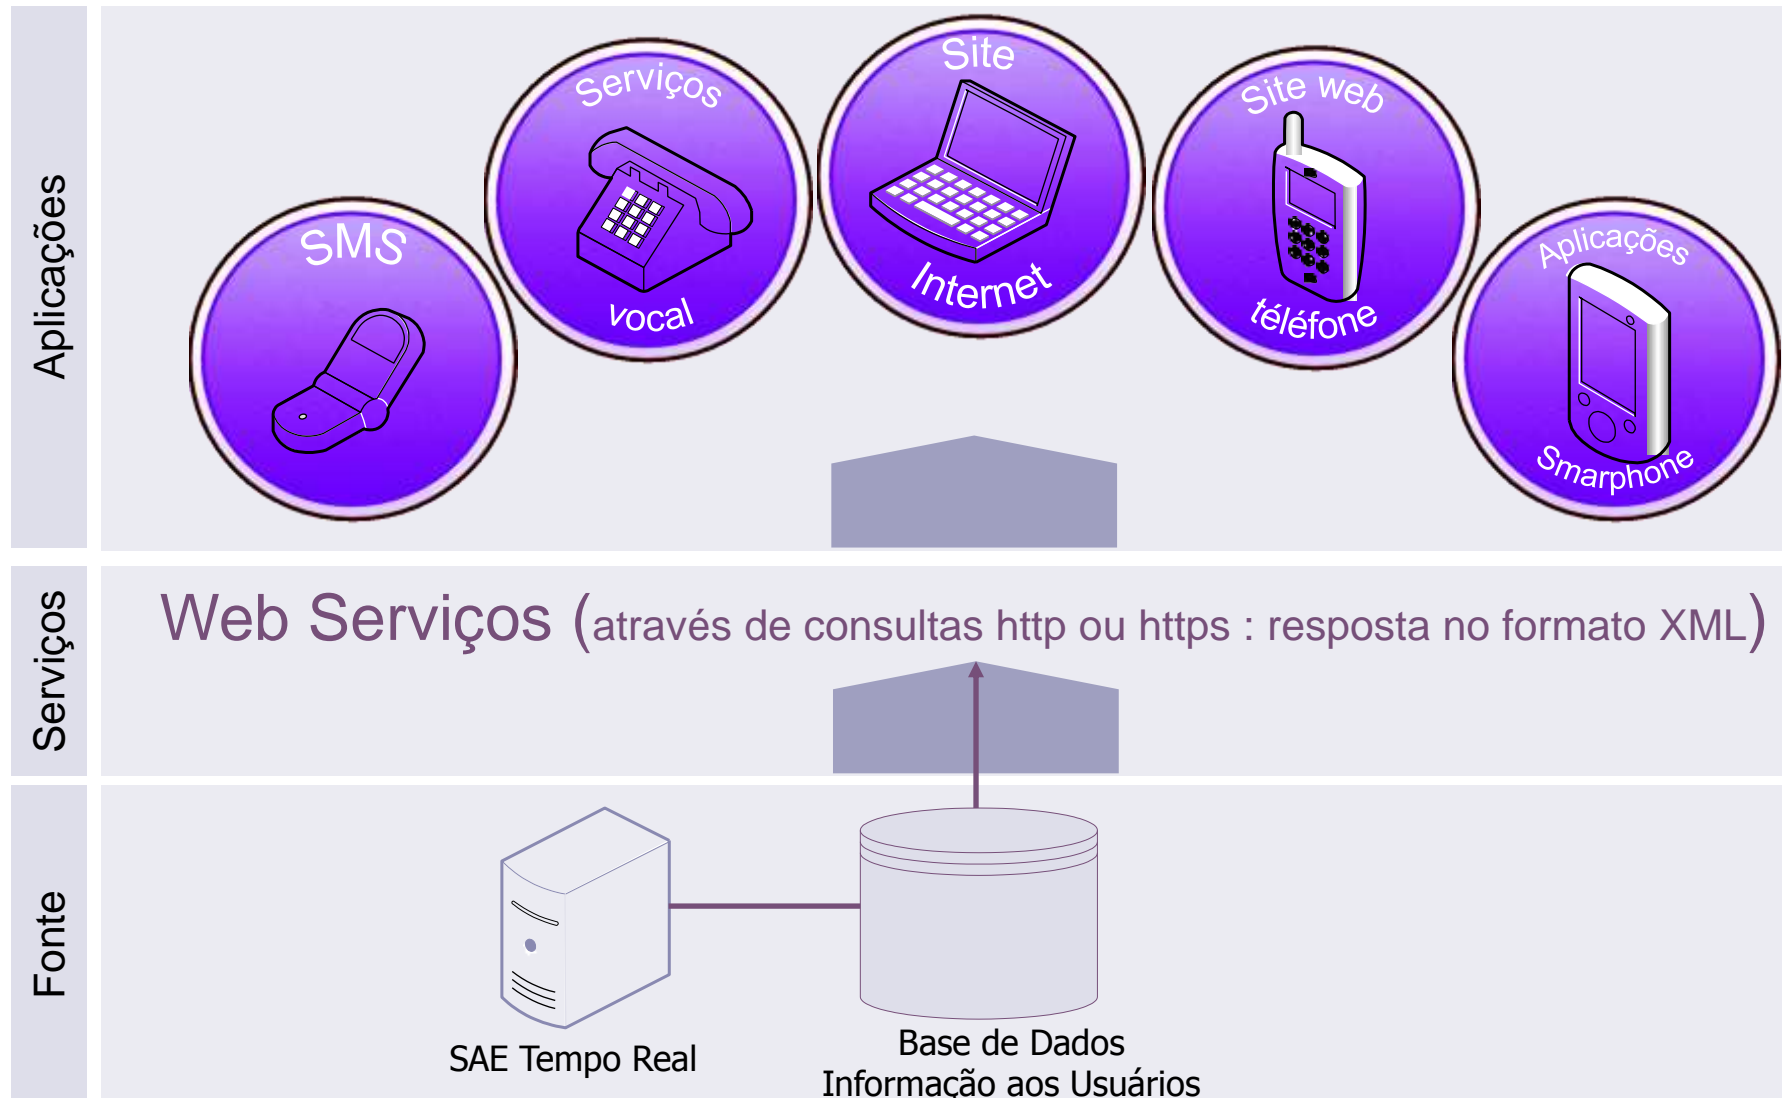 Aplicações
SMS
Serviços
vocal
Site
Internet
Site web
téléfone
Aplicações
Smarphone
Serviços
Web Serviços (através de consultas http ou https : resposta no formato XML)
Fonte
SAE Tempo Real
Base de Dados
Informação aos Usuários